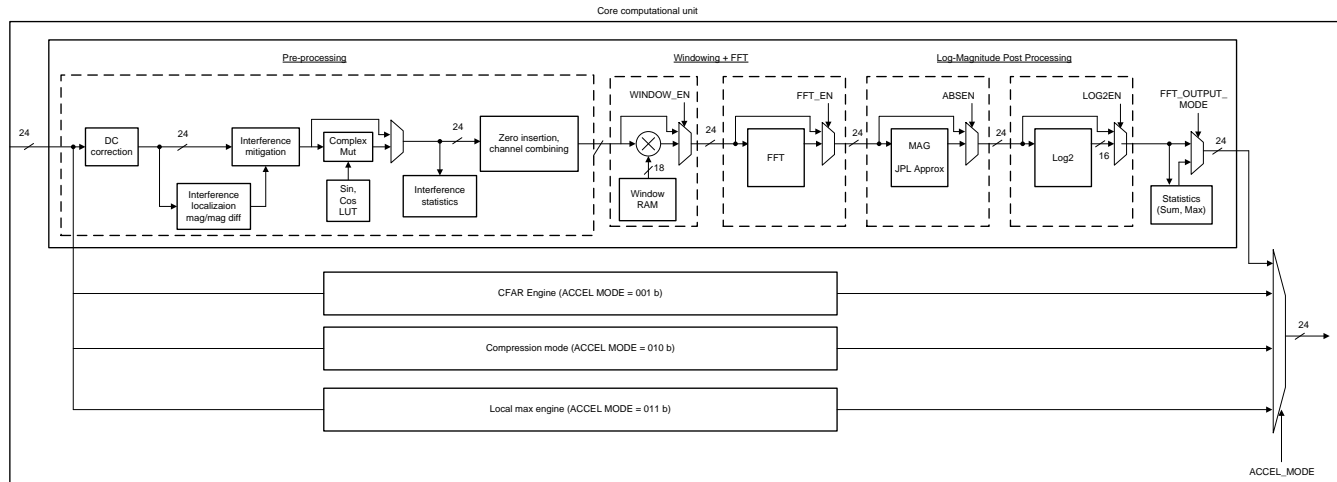 Core computational unit
Pre-processing
Windowing + FFT
Log-Magnitude Post Processing
24
DC
correction
24
Interference
mitigation
Interference
localizaion
mag/mag diff
Complex
Mut
Sin,
Cos
LUT
24
Interference
statistics
Zero insertion,
channel combining
WINDOW_EN
18
Window
RAM
24
FFT_EN
FFT
24
ABSEN
MAG
JPL Approx
24
LOG2EN
Log2
16
FFT_OUTPUT_
MODE
Statistics
(Sum, Max)
24
CFAR Engine (ACCEL MODE = 001 b)
Compression mode (ACCEL MODE = 010 b)
Local max engine (ACCEL MODE = 011 b)
24
ACCEL_MODE